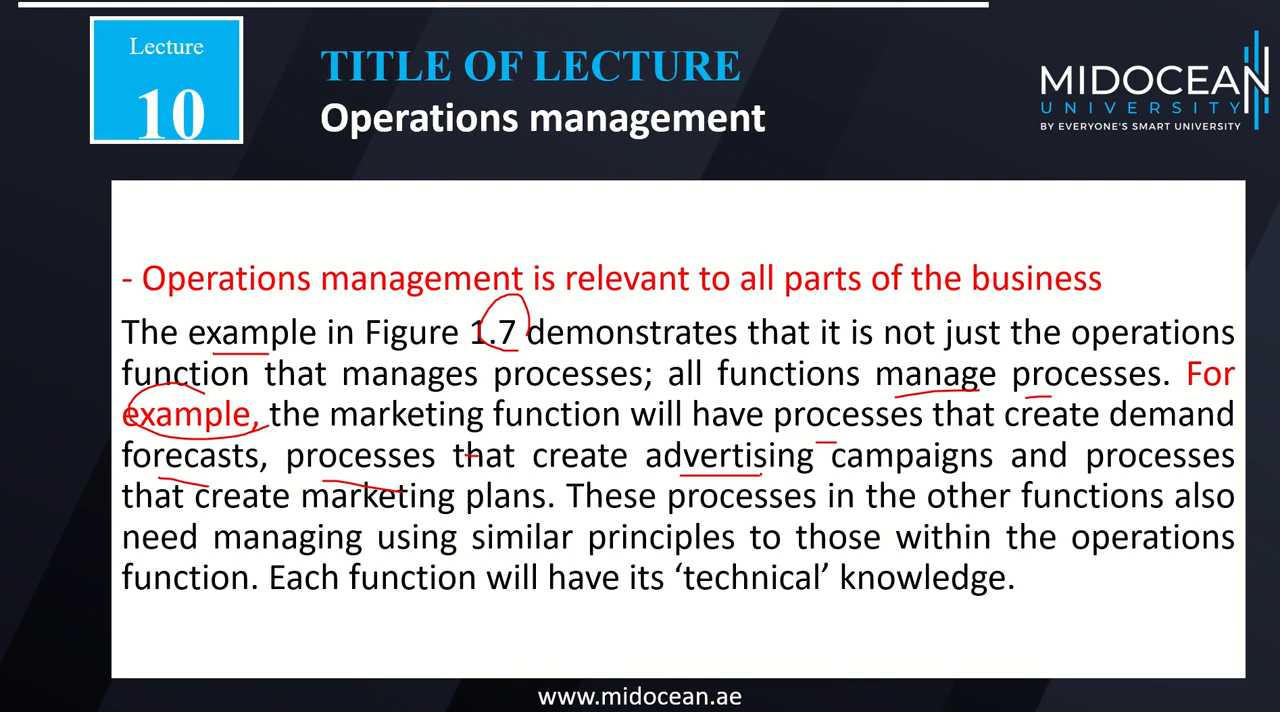 Lecture
10
TITLE OF LECTURE
Operations management
MIDOCEAN
UNIVERSITY
BY EVERYONE'S SMART UNIVERSITY
- Operations management is relevant to all parts of the business
The example in Figure 1.7 demonstrates that it is not just the operations
function that manages processes; all functions manage processes. For
example, the marketing function will have processes that create demand
forecasts, processes that create advertising campaigns and processes
that create marketing plans. These processes in the other functions also
need managing using similar principles to those within the operations
function. Each function will have its ‘technical’ knowledge.
www.midocean.ae